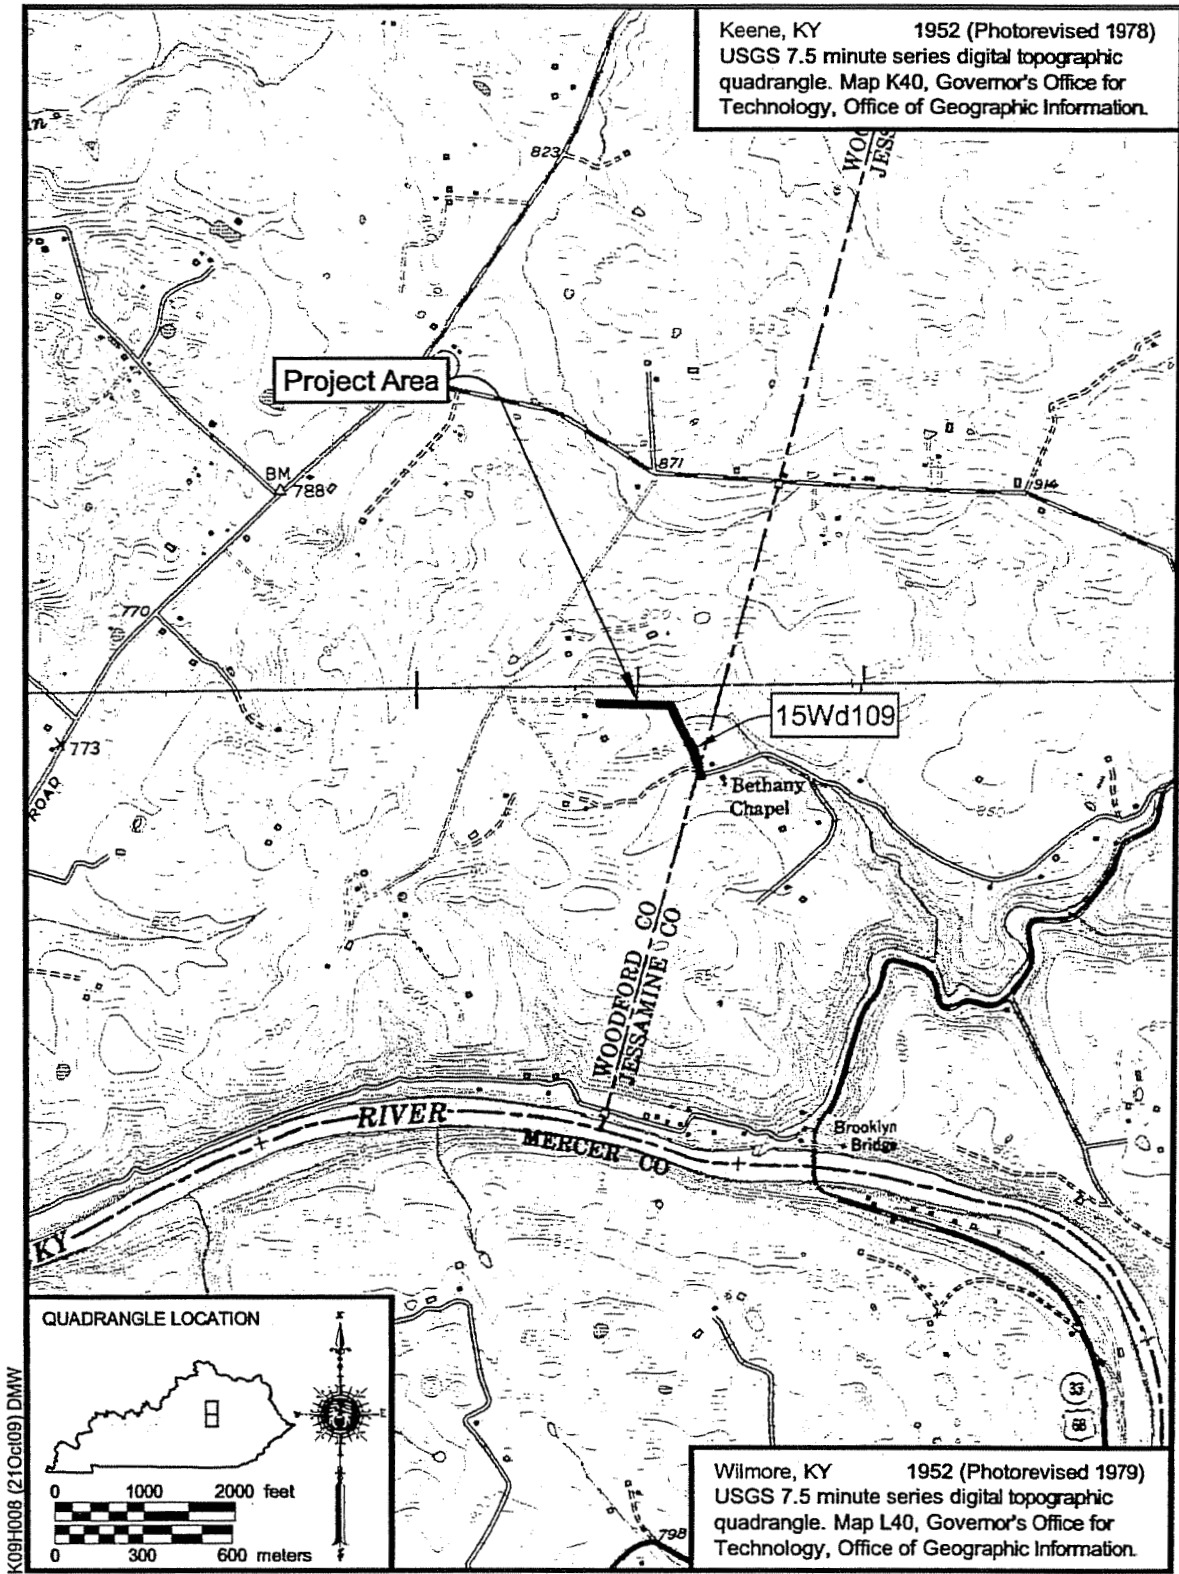 Keene, KY 1952 (Photorevised 1978)
USGS 7.5 minute series digital topographic
quadrangle. Map K40, Governor's Office for
Technology, Office of Geographic Information.
823
Project Area
871
BM
788
914
770
15Wd109
773
ROAD
Bethany
Chapel
850
WOODFORD CO
JESSAMINE CO
RIVER
MERCER CO
Brooklyn
Bridge
KY
33
68
798
QUADRANGLE LOCATION
0 1000 2000 feet
0 300 600 meters
K09H008 (21Oct09) DMW
Wilmore, KY 1952 (Photorevised 1979)
USGS 7.5 minute series digital topographic
quadrangle. Map L40, Governor's Office for
Technology, Office of Geographic Information.